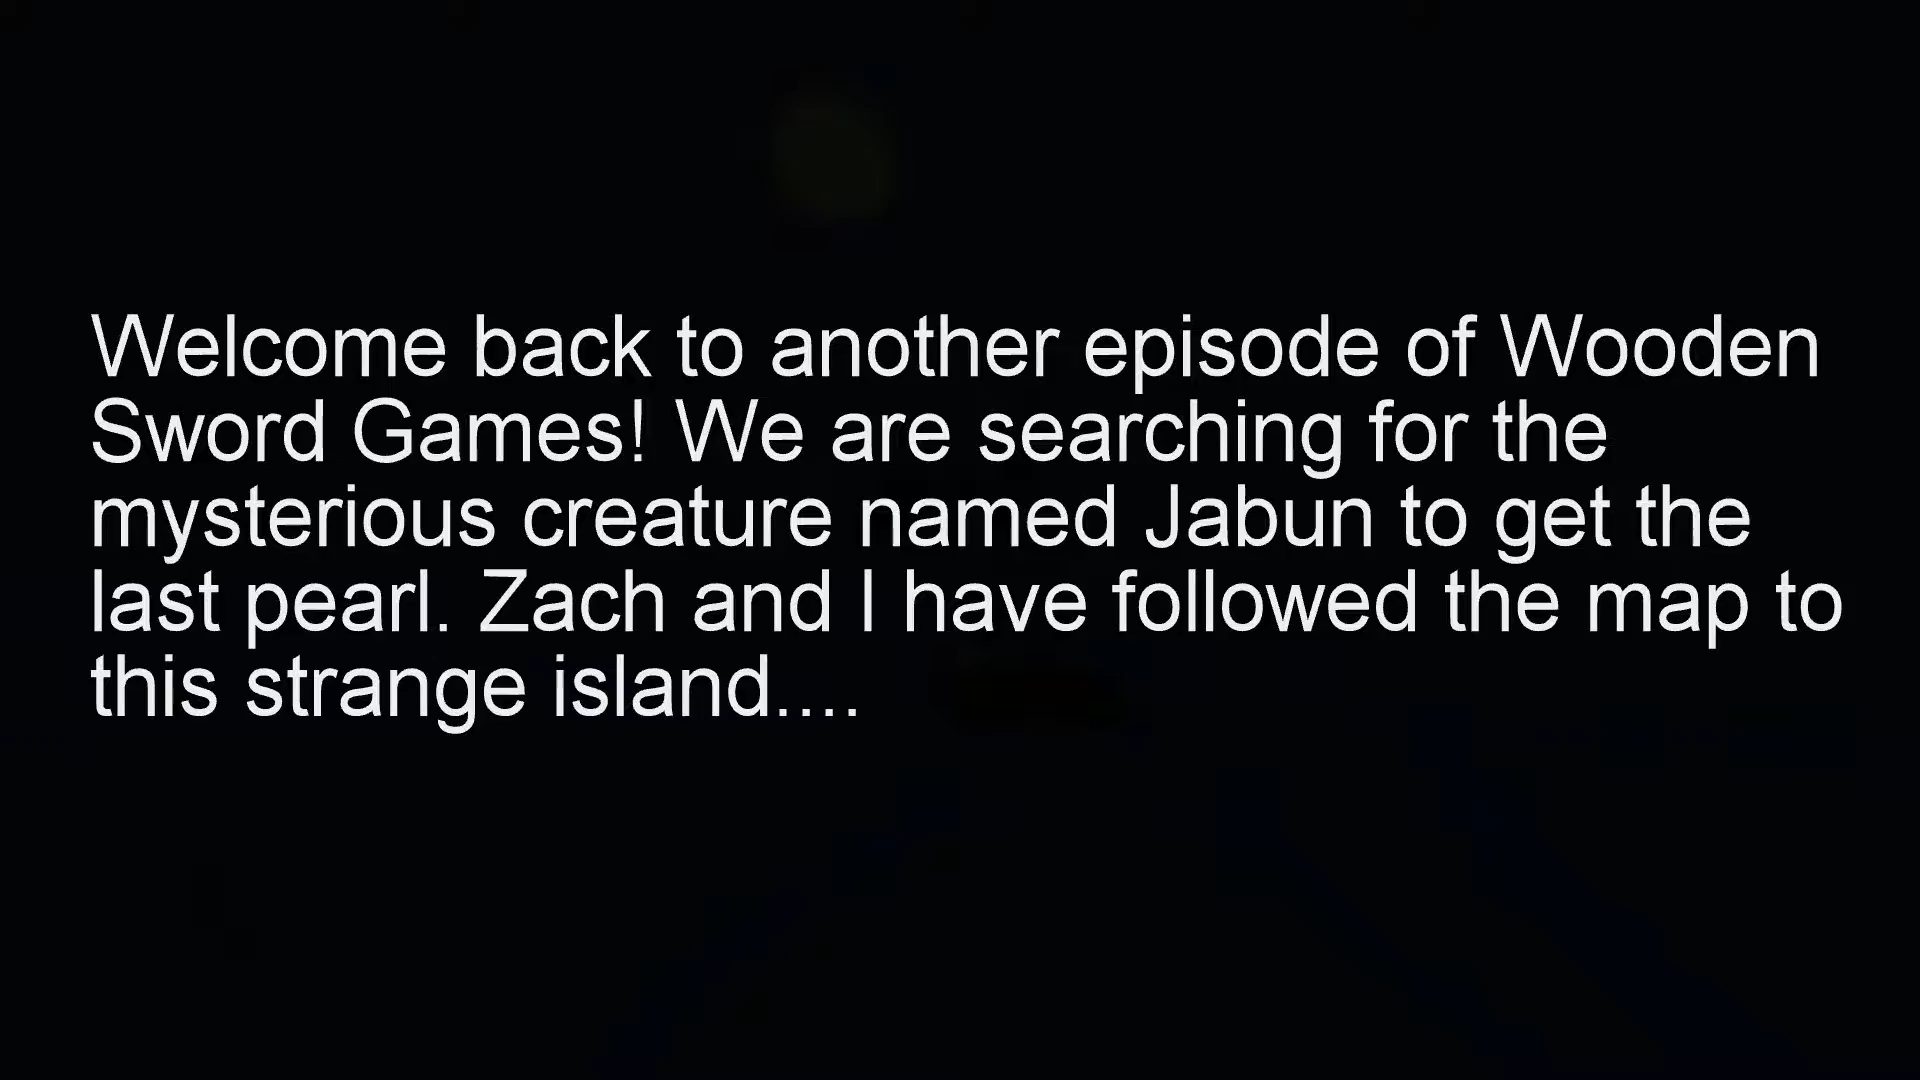 Welcome back to another episode of Wooden
Sword Games! We are searching for the
mysterious creature named Jabun to get the
last pearl. Zach and I have followed the map to
this strange island....